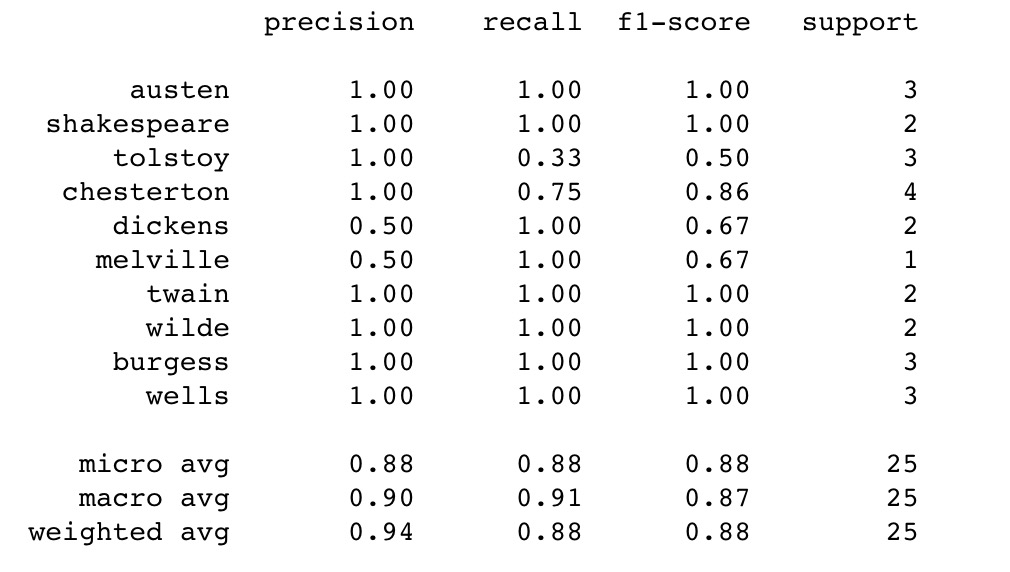 precision recall f1-score support
austen 1.00 1.00 1.00 3
shakespeare 1.00 1.00 1.00 2
tolstoy 1.00 0.33 0.50 3
chesterton 1.00 0.75 0.86 4
dickens 0.50 1.00 0.67 2
melville 0.50 1.00 0.67 1
twain 1.00 1.00 1.00 2
wilde 1.00 1.00 1.00 2
burgess 1.00 1.00 1.00 3
wells 1.00 1.00 1.00 3
micro avg 0.88 0.88 0.88 25
macro avg 0.90 0.91 0.87 25
weighted avg 0.94 0.88 0.88 25